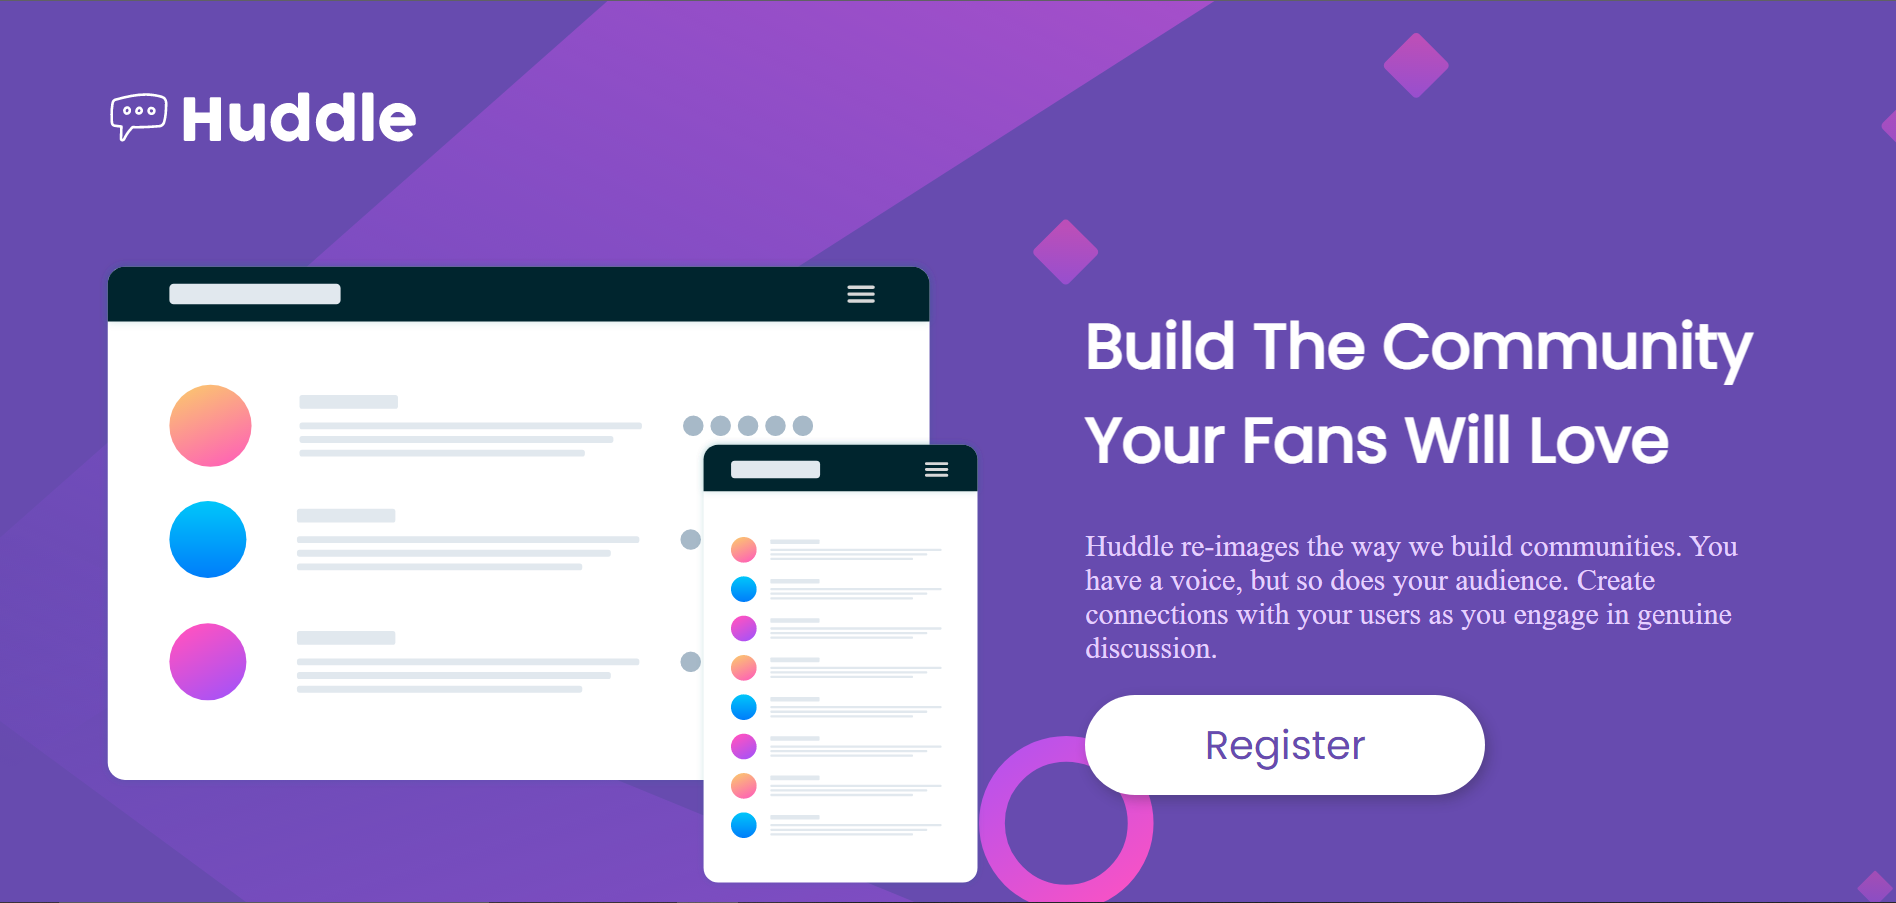 Huddle
Build The Community
Your Fans Will Love
Huddle re-images the way we build communities. You
have a voice, but so does your audience. Create
connections with your users as you engage in genuine
discussion.
Register